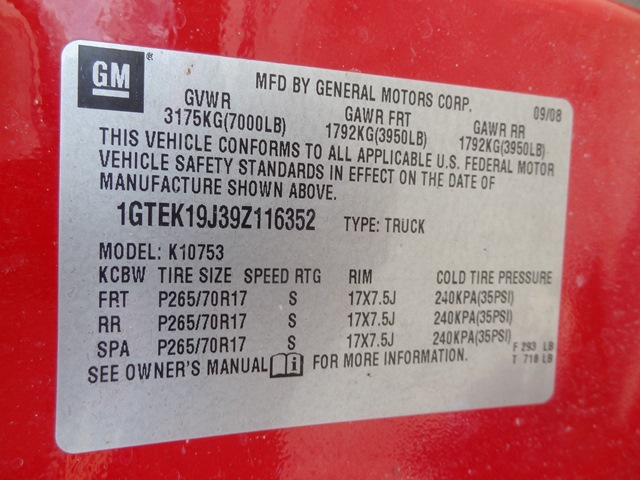 GM ® MFD BY GENERAL MOTORS CORP. 09/08
GVWR GAWR FRT GAWR RR
3175KG(7000LB) 1792KG(3950LB) 1792KG(3950LB)
THIS VEHICLE CONFORMS TO ALL APPLICABLE U.S. FEDERAL MOTOR
VEHICLE SAFETY STANDARDS IN EFFECT ON THE DATE OF
MANUFACTURE SHOWN ABOVE.
1GTEK19J39Z116352 TYPE: TRUCK
MODEL: K10753
KCBW TIRE SIZE SPEED RTG RIM COLD TIRE PRESSURE
FRT P265/70R17 S 17X7.5J 240KPA(35PSI)
RR P265/70R17 S 17X7.5J 240KPA(35PSI)
SPA P265/70R17 S 17X7.5J 240KPA(35PSI)
SEE OWNER'S MANUAL i FOR MORE INFORMATION.
F 293 LB
T 718 LB